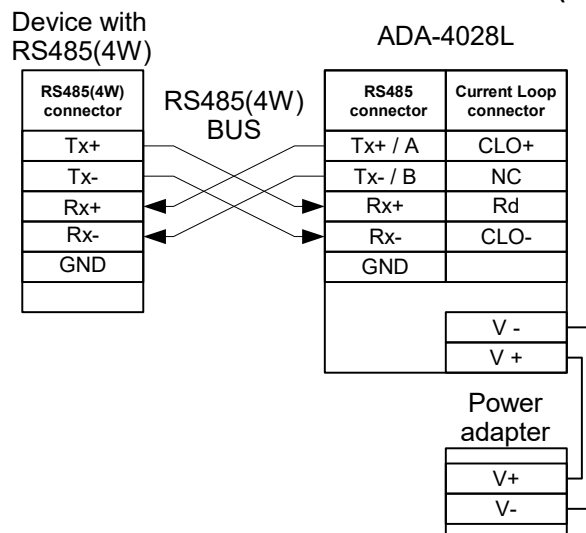 (
Device with
RS485(4W)
ADA-4028L
RS485(4W)
connector
Tx+
Tx-
Rx+
Rx-
GND
RS485(4W)
BUS
RS485
connector
Current Loop
connector
Tx+ / A
CLO+
Tx- / B
NC
Rx+
Rd
Rx-
CLO-
GND
V -
V +
Power
adapter
V+
V-